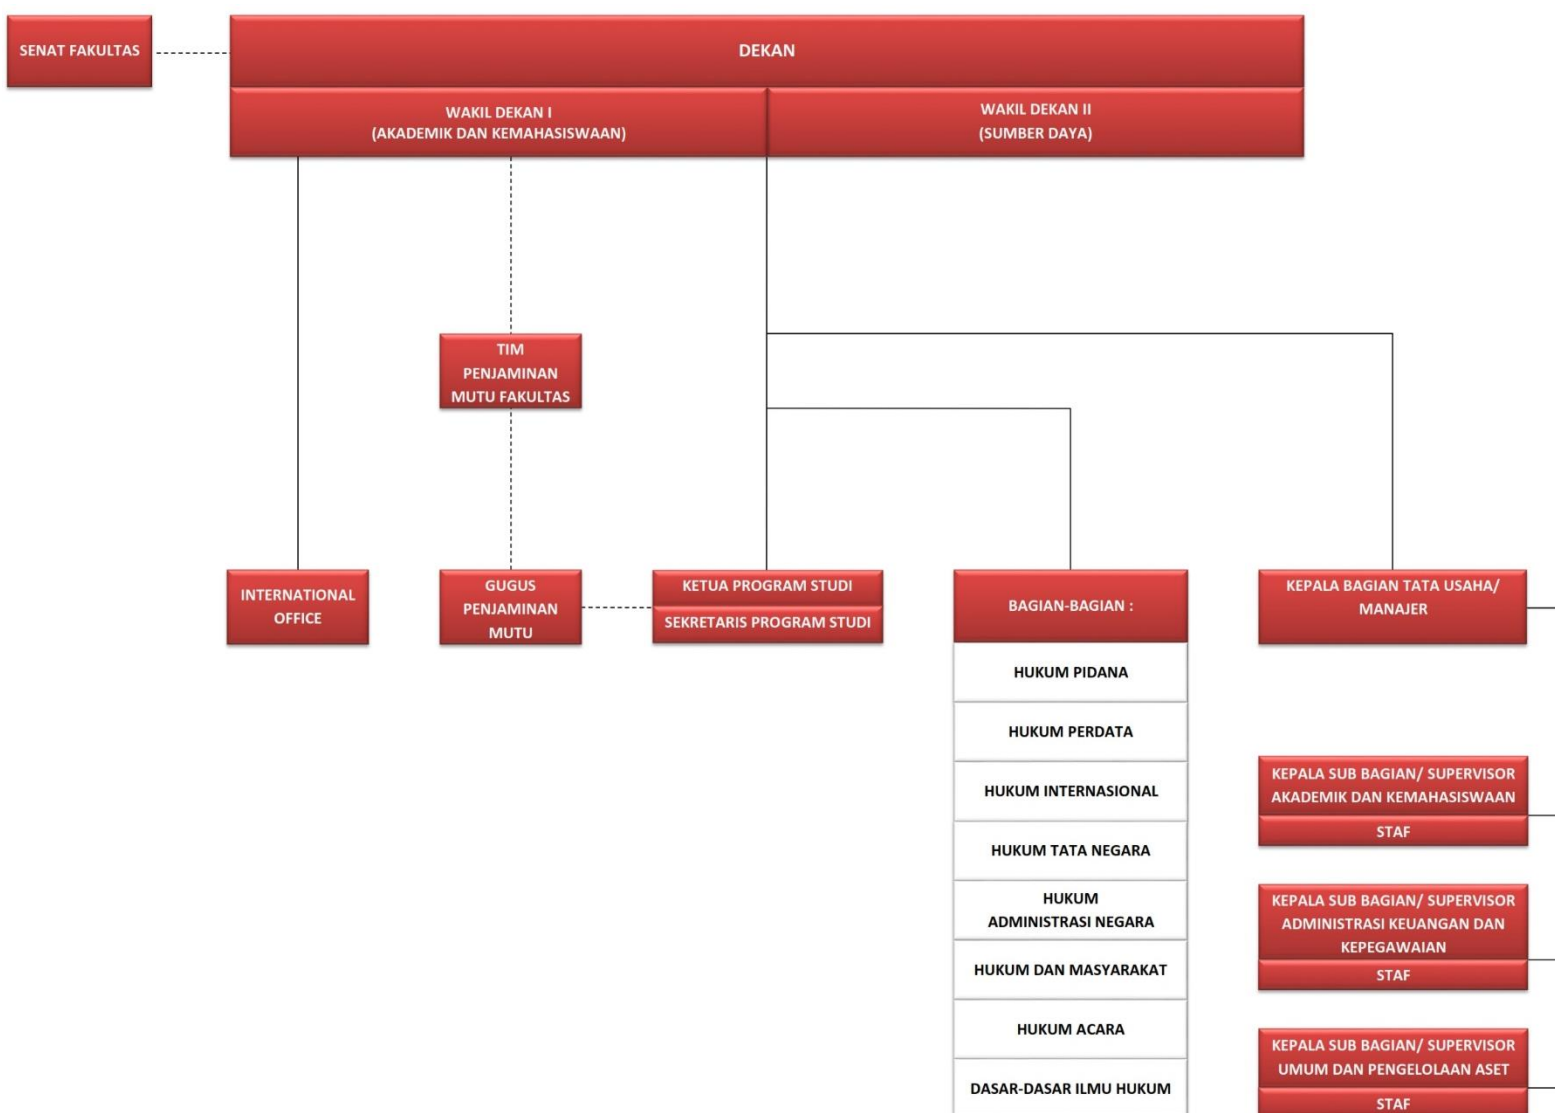 SENAT FAKULTAS
DEKAN
WAKIL DEKAN I
(AKADEMIK DAN KEMAHASISWAAN)
WAKIL DEKAN II
(SUMBER DAYA)
TIM
PENJAMINAN
MUTU FAKULTAS
INTERNATIONAL
OFFICE
GUGUS
PENJAMINAN
MUTU
KETUA PROGRAM STUDI
SEKRETARIS PROGRAM STUDI
BAGIAN-BAGIAN :
HUKUM PIDANA
HUKUM PERDATA
HUKUM INTERNASIONAL
HUKUM TATA NEGARA
HUKUM
ADMINISTRASI NEGARA
HUKUM DAN MASYARAKAT
HUKUM ACARA
DASAR-DASAR ILMU HUKUM
KEPALA BAGIAN TATA USAHA/
MANAJER
KEPALA SUB BAGIAN/ SUPERVISOR
AKADEMIK DAN KEMAHASISWAAN
STAF
KEPALA SUB BAGIAN/ SUPERVISOR
ADMINISTRASI KEUANGAN DAN
KEPEGAWAIAN
STAF
KEPALA SUB BAGIAN/ SUPERVISOR
UMUM DAN PENGELOLAAN ASET
STAF